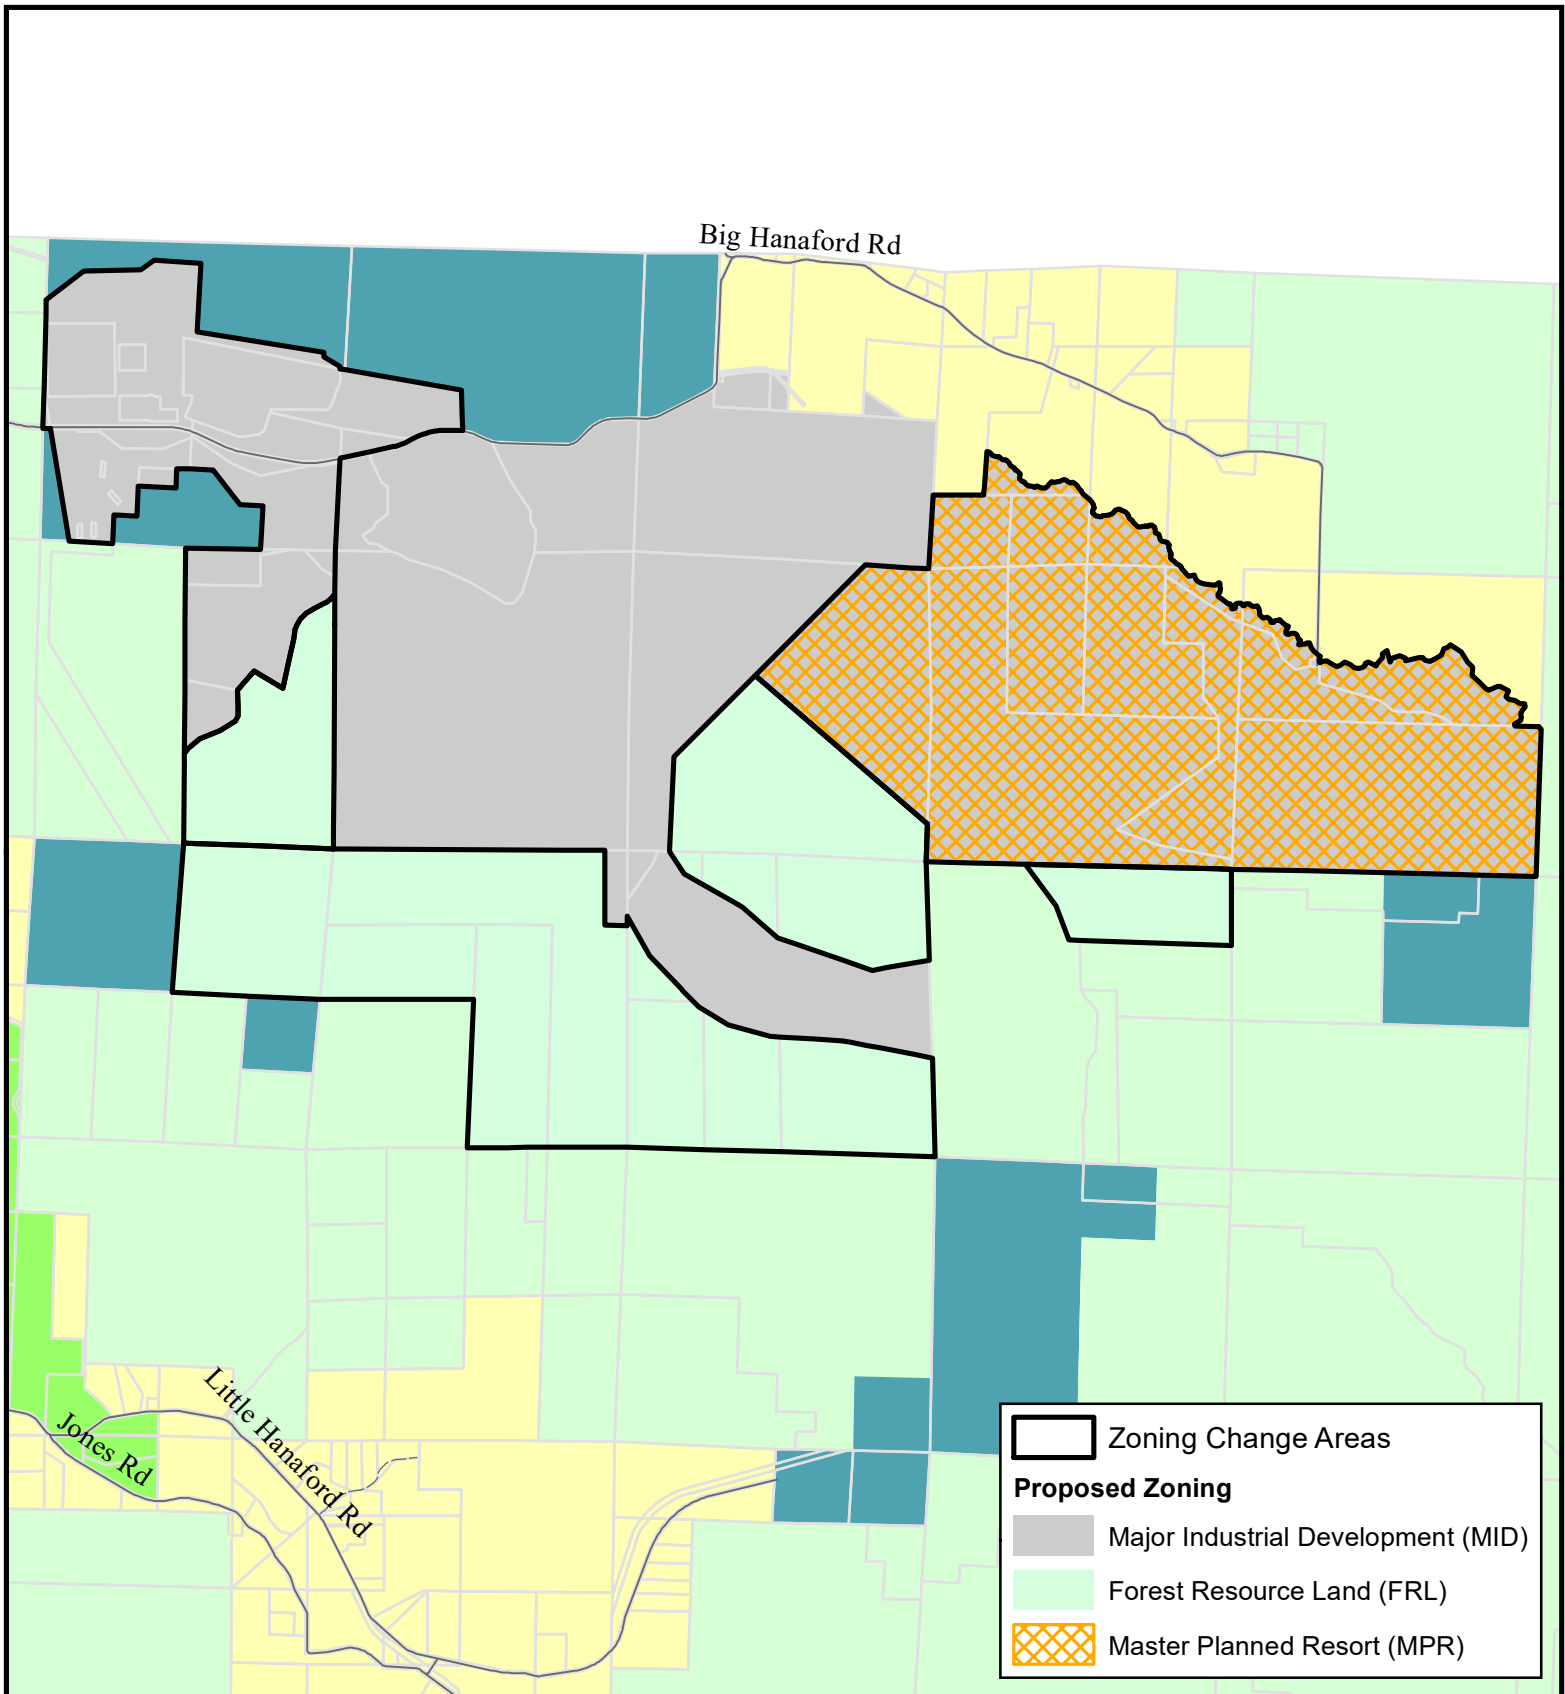 Big Hanaford Rd
Little Hanaford Rd
Jones Rd
Zoning Change Areas
Proposed Zoning
Major Industrial Development (MID)
Forest Resource Land (FRL)
Master Planned Resort (MPR)